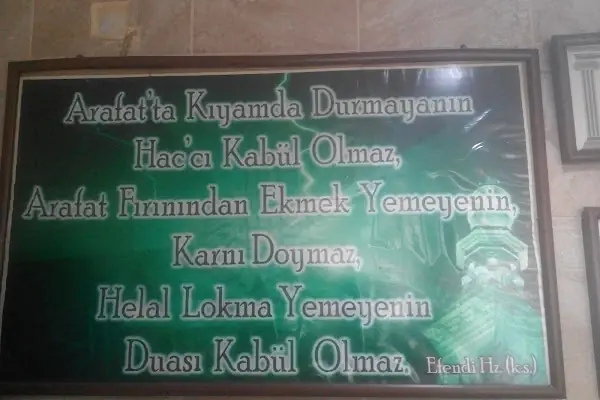 Arafat'ta Kıyamda Durmayanın
Hac'cı Kabül Olmaz,
Arafat Fırınından Ekmek Yemeyenin,
Karnı Doymaz,
Helal Lokma Yemeyenin
Duası Kabül Olmaz,
Efendi Hz (k.s.)